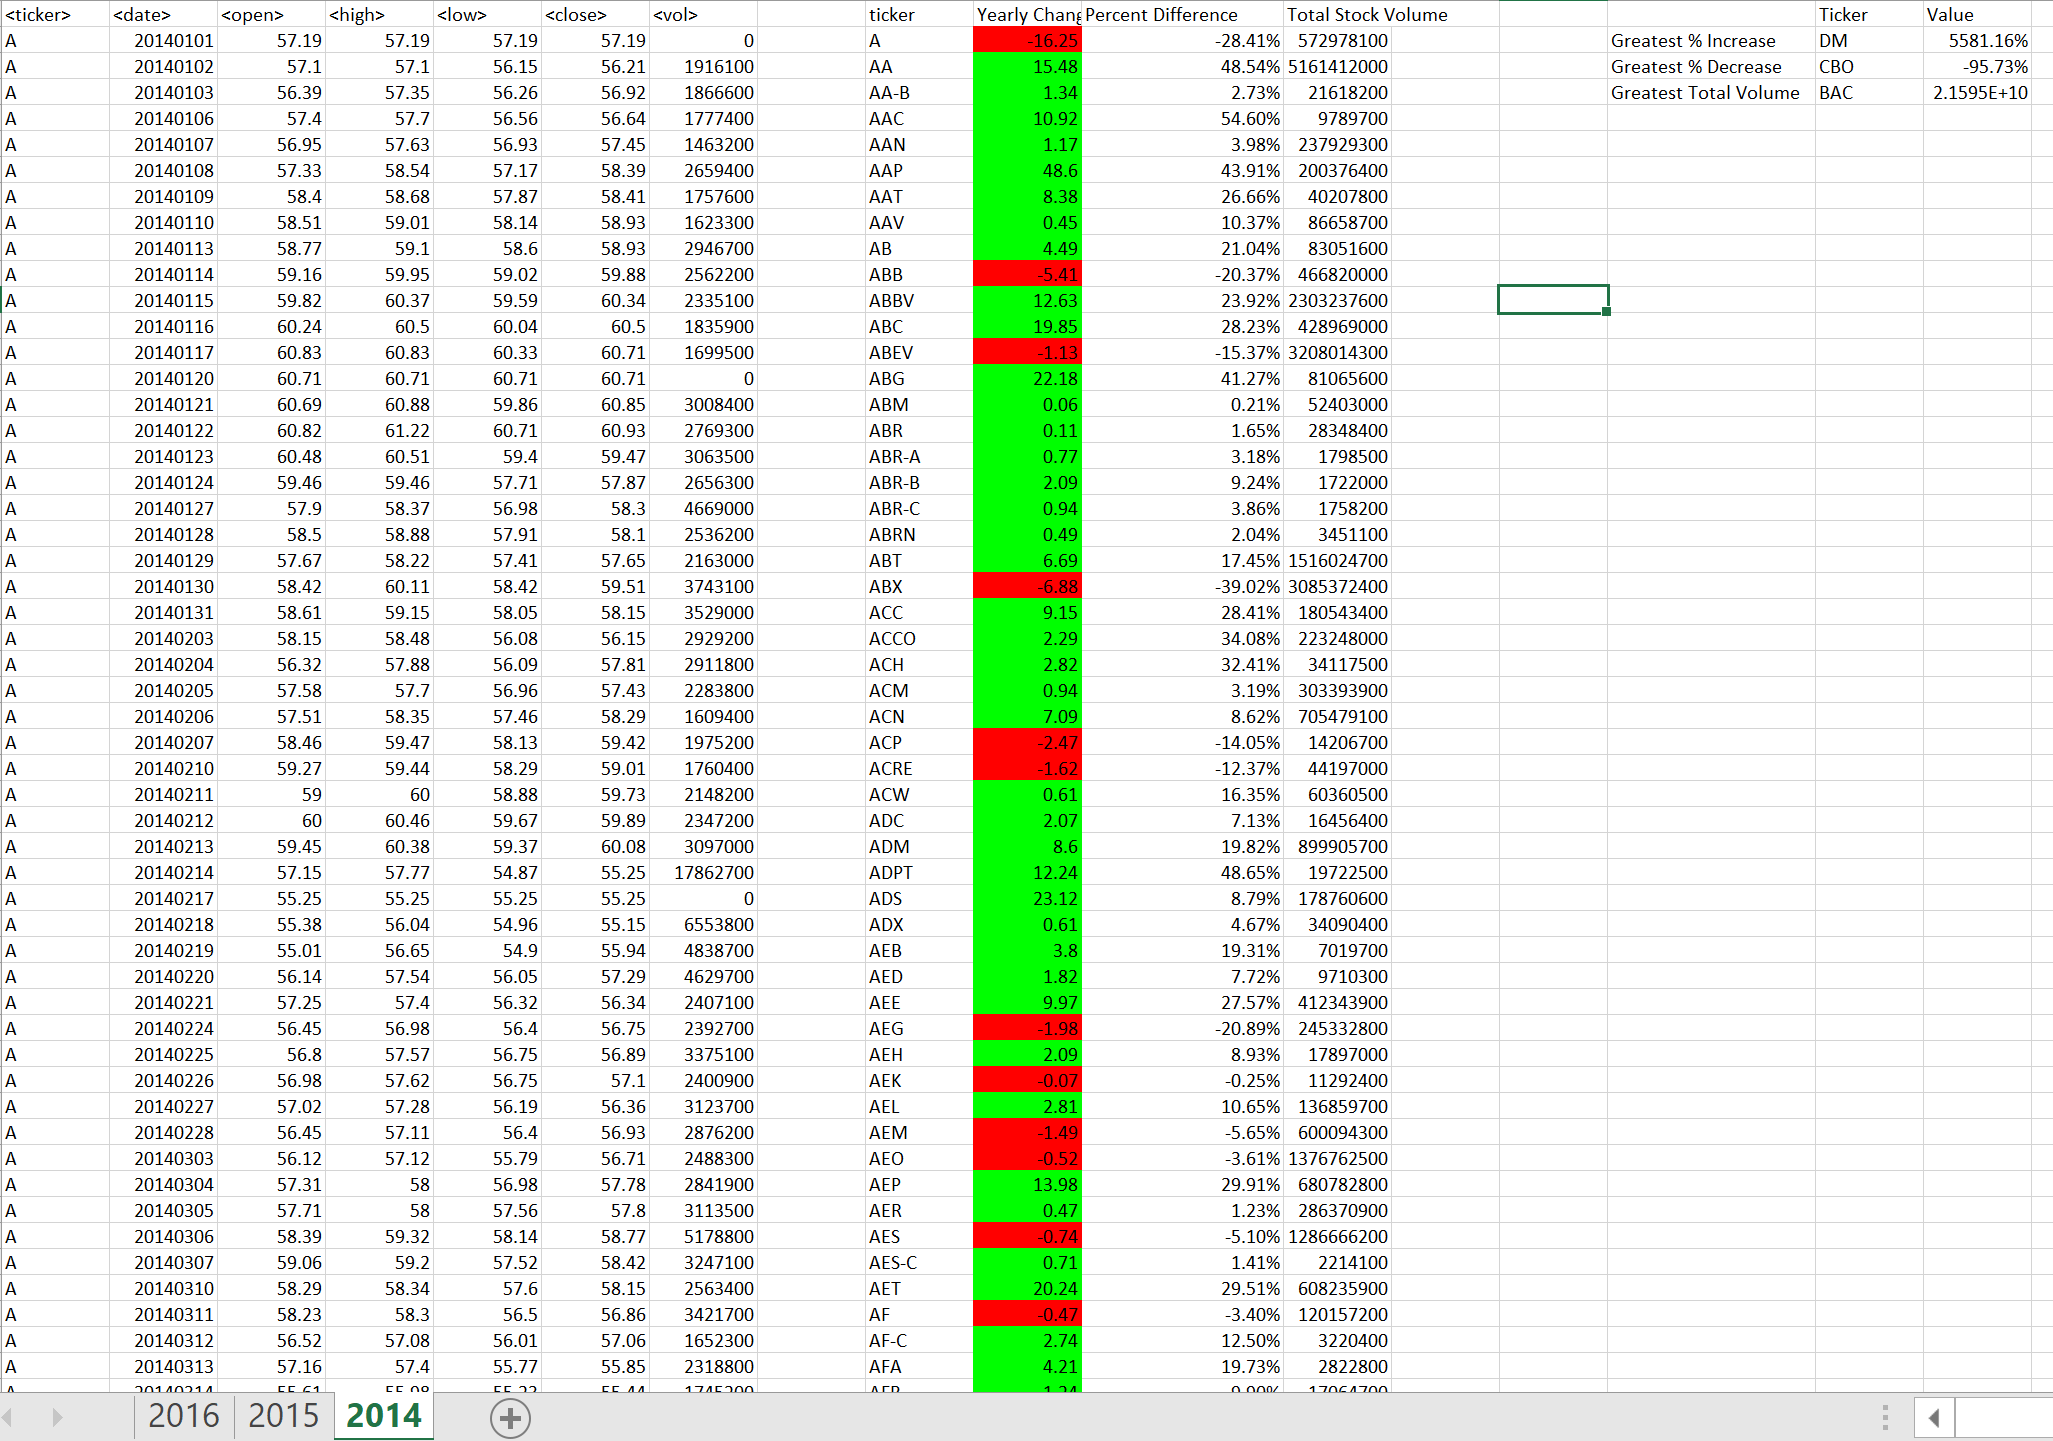 <ticker> <date> <open> <high> <low> <close> <vol> ticker Yearly Chang Percent Difference Total Stock Volume Ticker Value
A 20140101 57.19 57.19 57.19 57.19 0 A -16.25 -28.41% 572978100 Greatest % Increase DM 5581.16%
A 20140102 57.1 57.1 56.15 56.21 1916100 AA 15.48 48.54% 5161412000 Greatest % Decrease CBO -95.73%
A 20140103 56.39 57.35 56.26 56.92 1866600 AA-B 1.34 2.73% 21618200 Greatest Total Volume BAC 2.1595E+10
A 20140106 57.4 57.7 56.56 56.64 1777400 AAC 10.92 54.60% 9789700
A 20140107 56.95 57.63 56.93 57.45 1463200 AAN 1.17 3.98% 237929300
A 20140108 57.33 58.54 57.17 58.39 2659400 AAP 48.6 43.91% 200376400
A 20140109 58.4 58.68 57.87 58.41 1757600 AAT 8.38 26.66% 40207800
A 20140110 58.51 59.01 58.14 58.93 1623300 AAV 0.45 10.37% 86658700
A 20140113 58.77 59.1 58.6 58.93 2946700 AB 4.49 21.04% 83051600
A 20140114 59.16 59.95 59.02 59.88 2562200 ABB -5.41 -20.37% 466820000
A 20140115 59.82 60.37 59.59 60.34 2335100 ABBV 12.63 23.92% 2303237600
A 20140116 60.24 60.5 60.04 60.5 1835900 ABC 19.85 28.23% 428969000
A 20140117 60.83 60.83 60.33 60.71 1699500 ABEV -1.13 -15.37% 3208014300
A 20140120 60.71 60.71 60.71 60.71 0 ABG 22.18 41.27% 81065600
A 20140121 60.69 60.88 59.86 60.85 3008400 ABM 0.06 0.21% 52403000
A 20140122 60.82 61.22 60.71 60.93 2769300 ABR 0.11 1.65% 28348400
A 20140123 60.48 60.51 59.4 59.47 3063500 ABR-A 0.77 3.18% 1798500
A 20140124 59.46 59.46 57.71 57.87 2656300 ABR-B 2.09 9.24% 1722000
A 20140127 57.9 58.37 56.98 58.3 4669000 ABR-C 0.94 3.86% 1758200
A 20140128 58.5 58.88 57.91 58.1 2536200 ABRN 0.49 2.04% 3451100
A 20140129 57.67 58.22 57.41 57.65 2163000 ABT 6.69 17.45% 1516024700
A 20140130 58.42 60.11 58.42 59.51 3743100 ABX -6.88 -39.02% 3085372400
A 20140131 58.61 59.15 58.05 58.15 3529000 ACC 9.15 28.41% 180543400
A 20140203 58.15 58.48 56.08 56.15 2929200 ACCO 2.29 34.08% 223248000
A 20140204 56.32 57.88 56.09 57.81 2911800 ACH 2.82 32.41% 34117500
A 20140205 57.58 57.7 56.96 57.43 2283800 ACM 0.94 3.19% 303393900
A 20140206 57.51 58.35 57.46 58.29 1609400 ACN 7.09 8.62% 705479100
A 20140207 58.46 59.47 58.13 59.42 1975200 ACP -2.47 -14.05% 14206700
A 20140210 59.27 59.44 58.29 59.01 1760400 ACRE -1.62 -12.37% 44197000
A 20140211 59 60 58.88 59.73 2148200 ACW 0.61 16.35% 60360500
A 20140212 60 60.46 59.67 59.89 2347200 ADC 2.07 7.13% 16456400
A 20140213 59.45 60.38 59.37 60.08 3097000 ADM 8.6 19.82% 899905700
A 20140214 57.15 57.77 54.87 55.25 17862700 ADPT 12.24 48.65% 19722500
A 20140217 55.25 55.25 55.25 55.25 0 ADS 23.12 8.79% 178760600
A 20140218 55.38 56.04 54.96 55.15 6553800 ADX 0.61 4.67% 34090400
A 20140219 55.01 56.65 54.9 55.94 4838700 AEB 3.8 19.31% 7019700
A 20140220 56.14 57.54 56.05 57.29 4629700 AED 1.82 7.72% 9710300
A 20140221 57.25 57.4 56.32 56.34 2407100 AEE 9.97 27.57% 412343900
A 20140224 56.45 56.98 56.4 56.75 2392700 AEG -1.98 -20.89% 245332800
A 20140225 56.8 57.57 56.75 56.89 3375100 AEH 2.09 8.93% 17897000
A 20140226 56.98 57.62 56.75 57.1 2400900 AEK -0.07 -0.25% 11292400
A 20140227 57.02 57.28 56.19 56.36 3123700 AEL 2.81 10.65% 136859700
A 20140228 56.45 57.11 56.4 56.93 2876200 AEM -1.49 -5.65% 600094300
A 20140303 56.12 57.12 55.79 56.71 2488300 AEO -0.52 -3.61% 1376762500
A 20140304 57.31 58 56.98 57.78 2841900 AEP 13.98 29.91% 680782800
A 20140305 57.71 58 57.56 57.8 3113500 AER 0.47 1.23% 286370900
A 20140306 58.39 59.32 58.14 58.77 5178800 AES -0.74 -5.10% 1286666200
A 20140307 59.06 59.2 57.52 58.42 3247100 AES-C 0.71 1.41% 2214100
A 20140310 58.29 58.34 57.6 58.15 2563400 AET 20.24 29.51% 608235900
A 20140311 58.23 58.3 56.5 56.86 3421700 AF -0.47 -3.40% 120157200
A 20140312 56.52 57.08 56.01 57.06 1652300 AF-C 2.74 12.50% 3220400
A 20140313 57.16 57.4 55.77 55.85 2318800 AFA 4.21 19.73% 2822800
2016 2015 2014